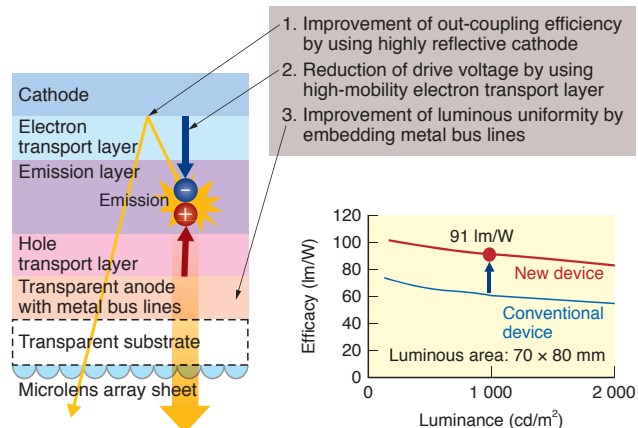 1. Improvement of out-coupling efficiency
by using highly reflective cathode
2. Reduction of drive voltage by using
high-mobility electron transport layer
3. Improvement of luminous uniformity by
embedding metal bus lines
Cathode
Electron
transport layer
Emission layer
Emission
−
+
Hole
transport layer
Transparent anode
with metal bus lines
Transparent substrate
Microlens array sheet
Efficacy (lm/W)
120
100
80
60
40
20
0
91 lm/W
New device
Conventional
device
Luminous area: 70 × 80 mm
0
1 000
2 000
Luminance (cd/m²)